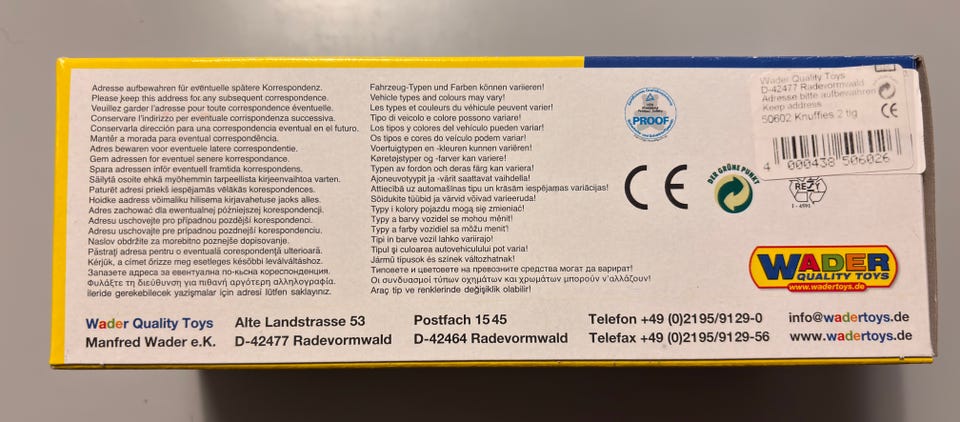 Adresse aufbewahren für eventuelle spätere Korrespondenz.
Please keep this address for any subsequent correspondence.
Veuillez garder l'adresse pour toute correspondence éventuelle.
Conservare l'indirizzo per eventuale corrispondenza successiva.
Conservarla dirección para una correspondencia eventual en el futuro.
Mantêr a morada para eventual correspondência.
Adres bewaren voor eventuele latere correspondentie.
Gem adressen for eventuel senere korrespondance.
Spara adressen inför eventuell framtida korrespondens.
Säilytä osoite ehkä myöhemmin tarpeellista kirjeenvaihtoa varten.
Paturēt adresi priekš iespējamās vēlākās korespondences.
Hoidke aadress võimaliku hilisema kirjavahetuse jaoks alles.
Adres zachować dla ewentualnej późniejszej korespondencji.
Adresu uschovejte pro případnou pozdější korespondenci.
Adresu uschovejte pre prípadnou pozdnejší korespondenciu.
Naslov obdržite za morebitno poznejše dopisovanje.
Păstrați adresa pentru o eventuală corespondență ulterioară.
Kérjük, a címet őrizze meg esetleges későbbi leválváltáshoz.
Запазете адреса за евентуална по-късна кореспонденция.
Φυλάξτε τη διεύθυνση για πιθανή αργότερη αλληλογραφία.
ileride gerekebilecek yazışmalar için adresi lütfen saklayınız.
Fahrzeug-Typen und Farben können variieren!
Vehicle types and colours may vary!
Les types et couleurs du véhicule peuvent varier!
Tipo di veicolo e colore possono variare!
Los tipos y colores del vehículo pueden variar!
Os tipos e cores do veículo podem variar!
Voertuigtypen en -kleuren kunnen variëren!
Køretøjstyper og -farver kan variere!
Typen av fordon och deras färg kan variera!
Ajoneuvotyypit ja -värit saattavat vaihdella!
Attiecībā uz automašīnas tipu un krāsām iespējamas variācijas!
Sõidukite tüübid ja värvid võivad varieeruda!
Typy i kolory pojazdu mogą się zmieniać!
Typy a barvy vozidel se mohou měnit!
Typy a farby vozidiel sa môžu meniť!
Tipi in barve vozil lahko variirajo!
Tipul și culoarea autovehiculului pot varia!
Jármű típusok és színek változhatnak!
Типовете и цветовете на превозните средства могат да варират!
Οι συνδυασμοί τύπων οχημάτων και χρωμάτων μπορούν ν'αλλάζουν!
Araç tip ve renklerinde değişiklik olabilir!
TÜV
PROOF
CE
DER GRÜNE PUNKT
RESY
Wader Quality Toys
D-42477 Radevormwald
Adresse bitte aufbewahren
Keep address
50602 Knuffies 2 tlg
CE
4 000438 506026
WADER
QUALITY TOYS
www.wadertoys.de
Wader Quality Toys
Manfred Wader e.K.
Alte Landstrasse 53
D-42477 Radevormwald
Postfach 1545
D-42464 Radevormwald
Telefon +49 (0)2195/9129-0
Telefax +49 (0)2195/9129-56
info@wadertoys.de
www.wadertoys.de